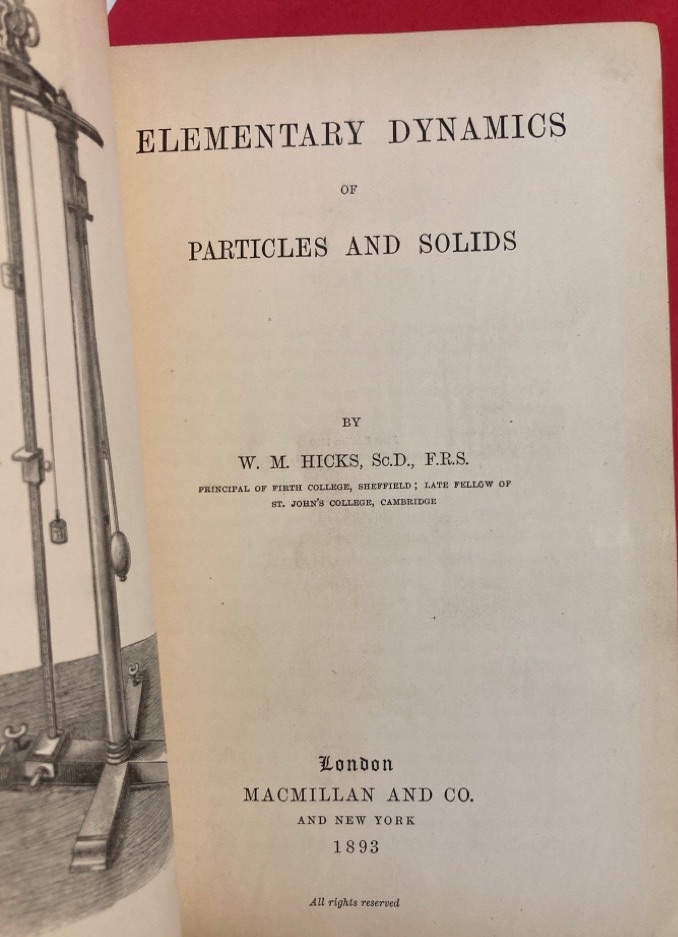 ELEMENTARY DYNAMICS
OF
PARTICLES AND SOLIDS
BY
W. M. HICKS, Sc.D., F.R.S.
PRINCIPAL OF FIRTH COLLEGE, SHEFFIELD; LATE FELLOW OF
ST. JOHN'S COLLEGE, CAMBRIDGE
London
MACMILLAN AND CO.
AND NEW YORK
1893
All rights reserved